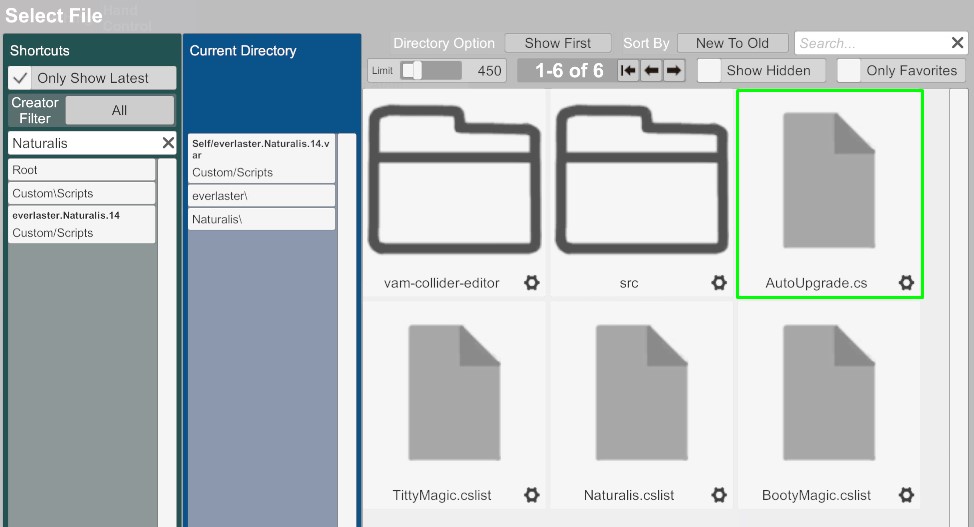 Select File
Shortcuts
Only Show Latest
Creator Filter
All
Naturalis
Root
Custom\Scripts
everlaster.Naturalis.14
Custom/Scripts
Current Directory
Self/everlaster.Naturalis.14.v
ar
Custom/Scripts
everlaster\
Naturalis\
Directory Option
Show First
Sort By
New To Old
Search...
Limit
450
1-6 of 6
Show Hidden
Only Favorites
vam-collider-editor
src
AutoUpgrade.cs
TittyMagic.cslist
Naturalis.cslist
BootyMagic.cslist